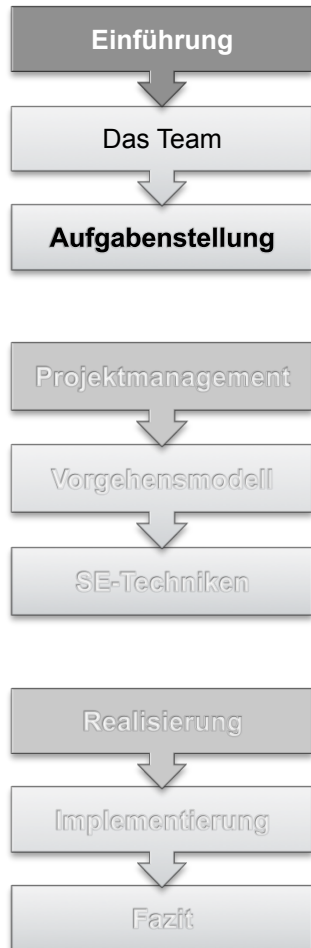 Einführung
Das Team
Aufgabenstellung
Projektmanagement
Vorgehensmodell
SE-Techniken
Realisierung
Implementierung
Fazit